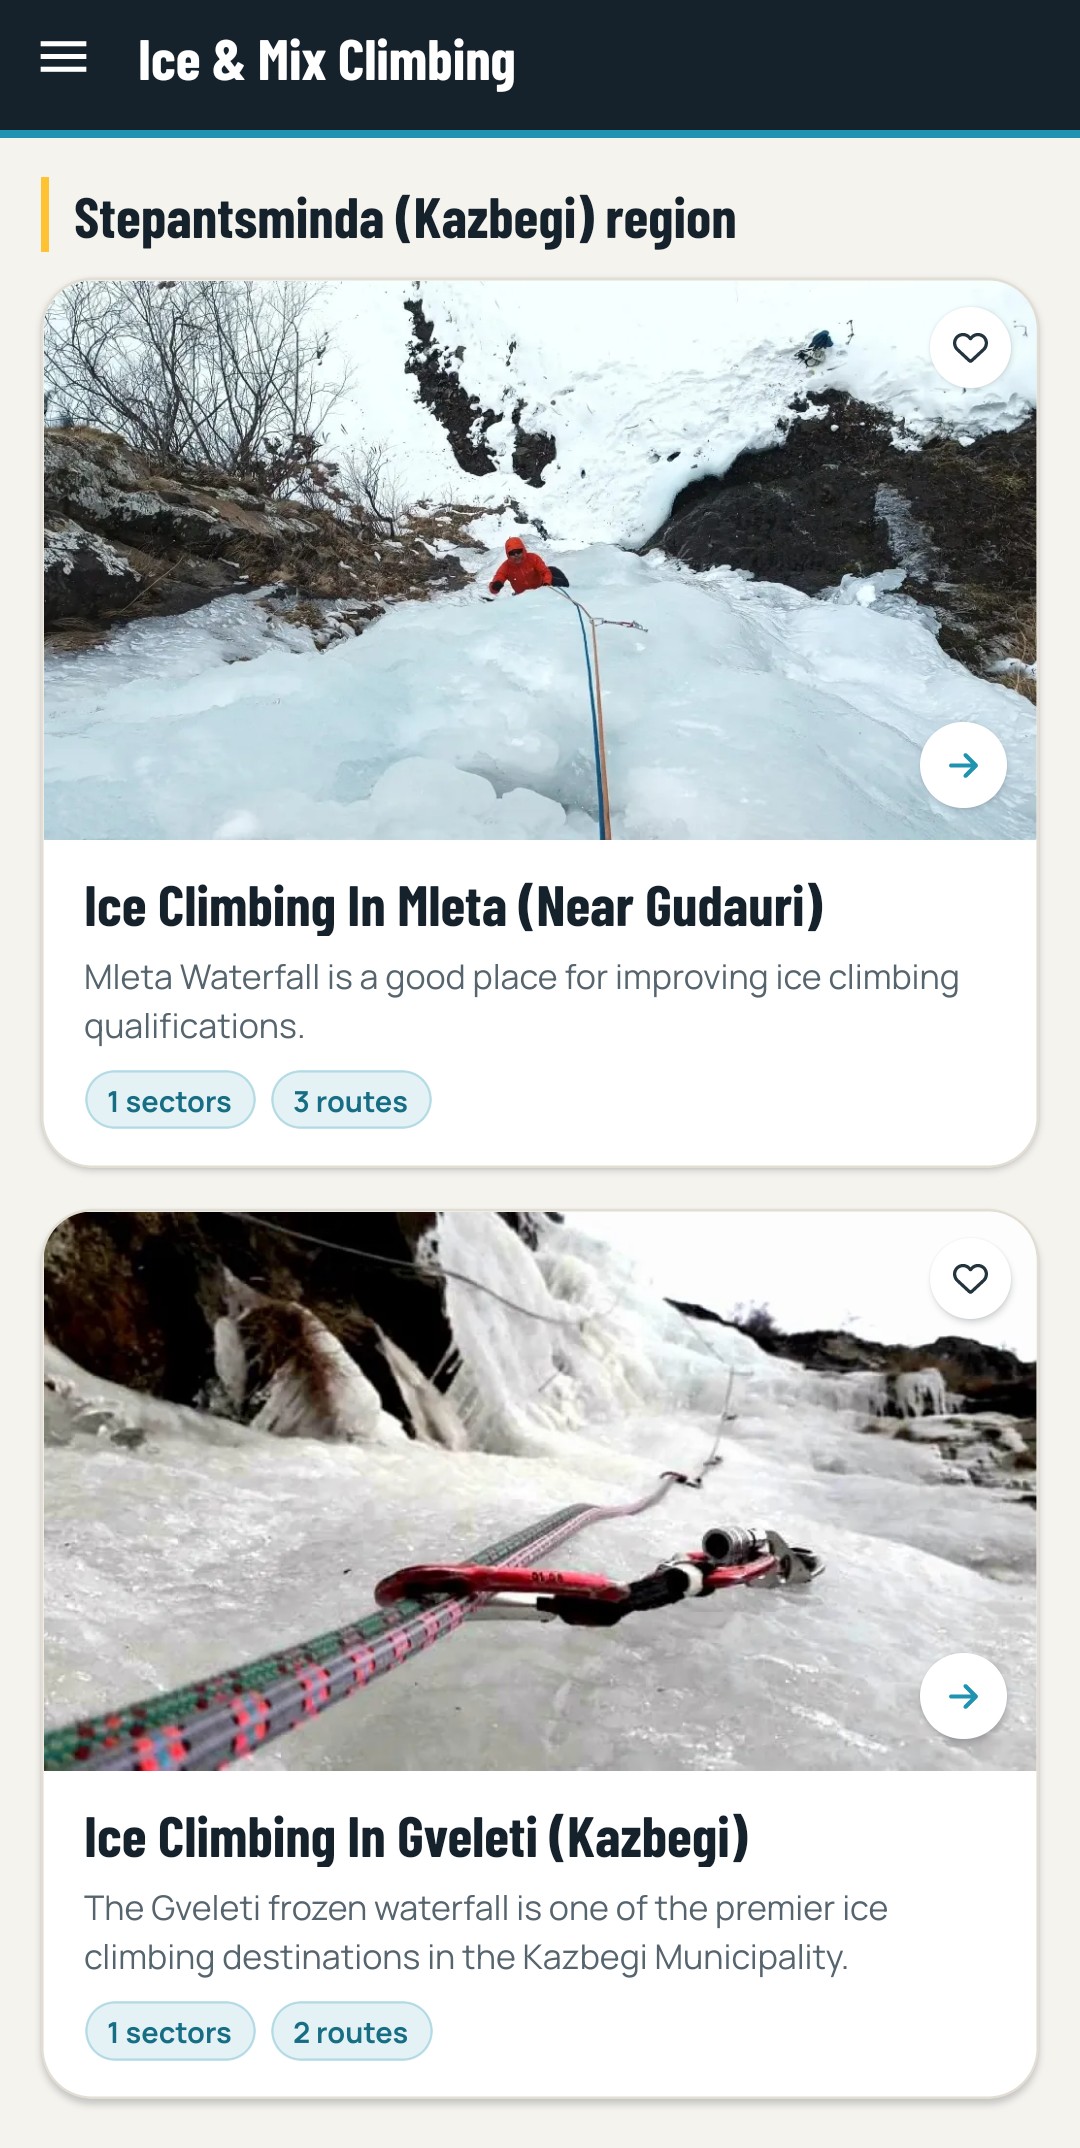 Ice & Mix Climbing
Stepantsminda (Kazbegi) region
Ice Climbing In Mleta (Near Gudauri)
Mleta Waterfall is a good place for improving ice climbing
qualifications.
1 sectors
3 routes
Ice Climbing In Gveleti (Kazbegi)
The Gveleti frozen waterfall is one of the premier ice
climbing destinations in the Kazbegi Municipality.
1 sectors
2 routes